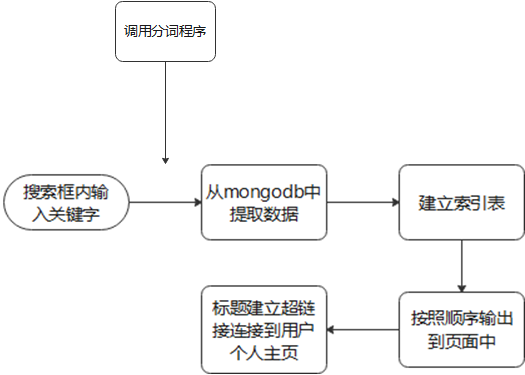 调用分词程序
搜索框内输
入关键字
从mongodb中
提取数据
建立索引表
按照顺序输出
到页面中
标题建立超链
接连接到用户
个人主页